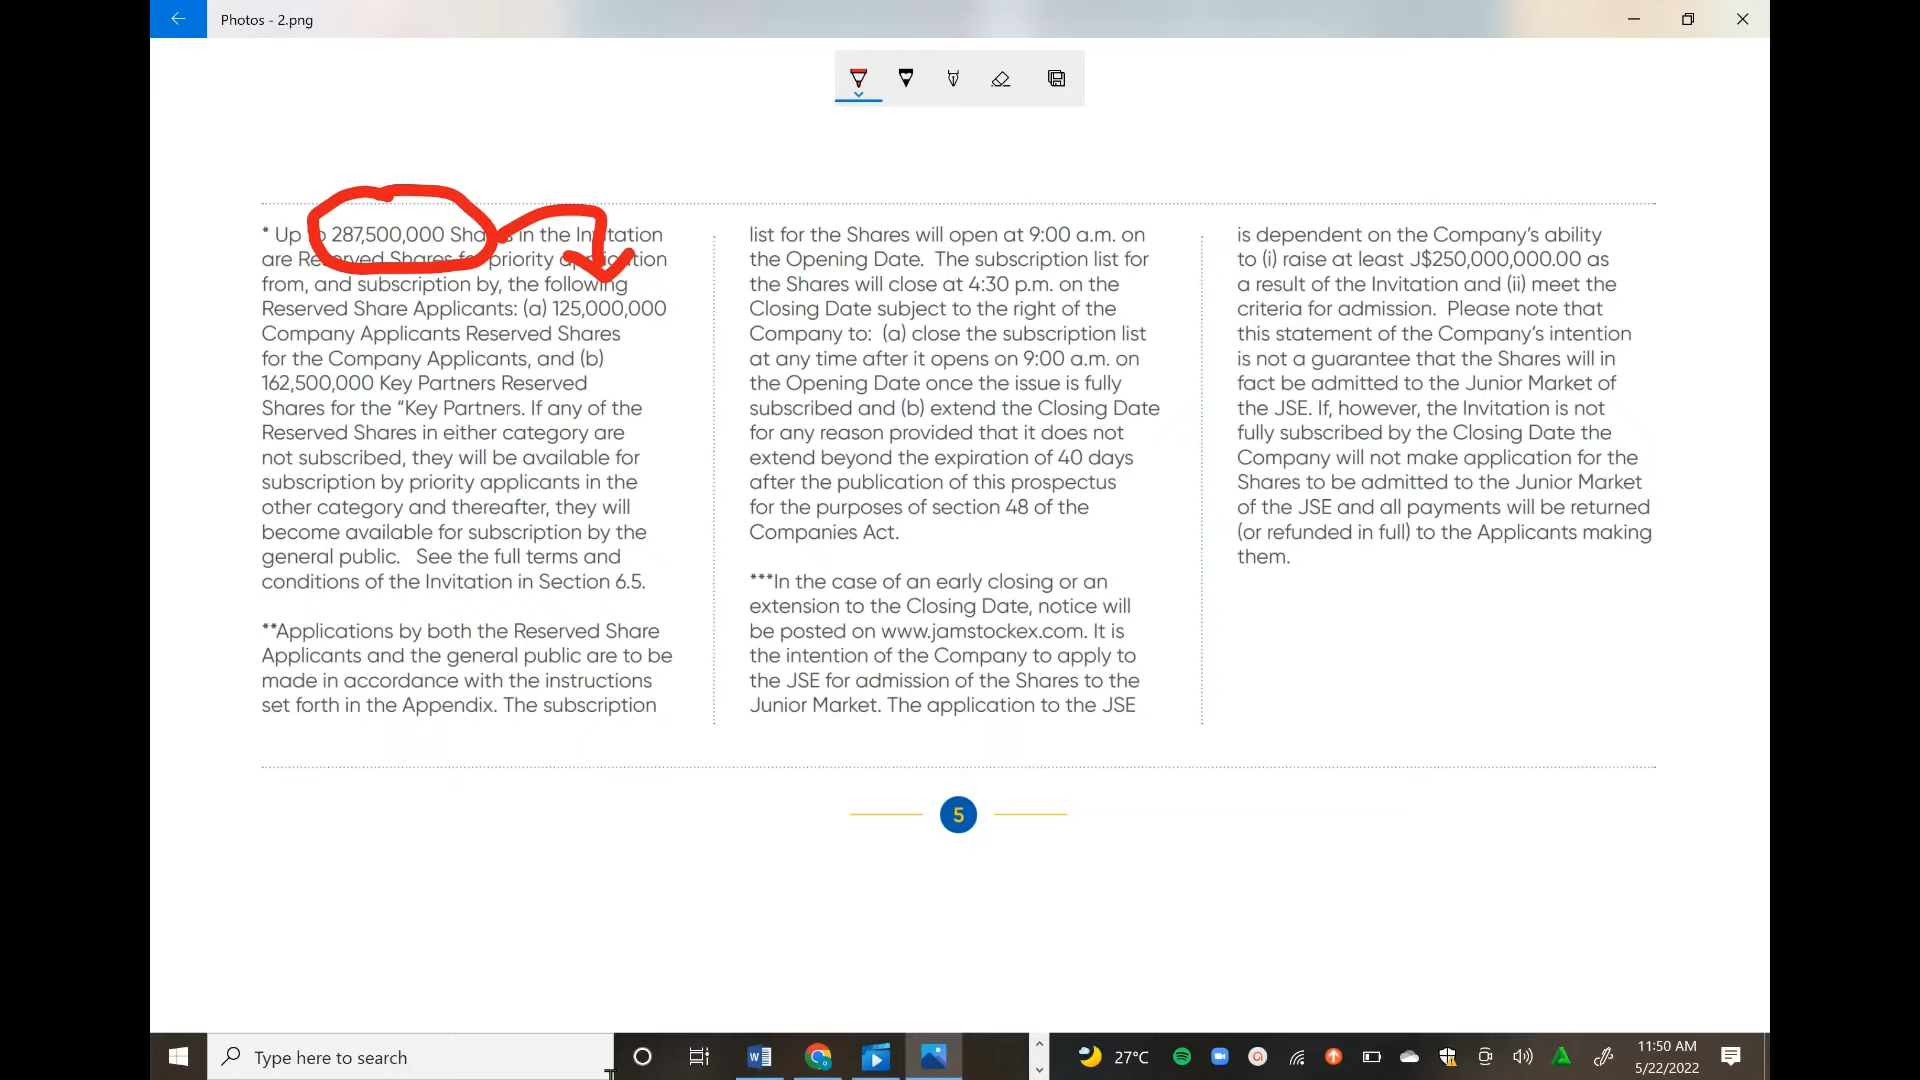 Photos - 2.png
* Up to 287,500,000 Shares in the Invitation
are Reserved Shares for priority application
from, and subscription by, the following
Reserved Share Applicants: (a) 125,000,000
Company Applicants Reserved Shares
for the Company Applicants, and (b)
162,500,000 Key Partners Reserved
Shares for the “Key Partners. If any of the
Reserved Shares in either category are
not subscribed, they will be available for
subscription by priority applicants in the
other category and thereafter, they will
become available for subscription by the
general public.   See the full terms and
conditions of the Invitation in Section 6.5.
**Applications by both the Reserved Share
Applicants and the general public are to be
made in accordance with the instructions
set forth in the Appendix. The subscription
list for the Shares will open at 9:00 a.m. on
the Opening Date.  The subscription list for
the Shares will close at 4:30 p.m. on the
Closing Date subject to the right of the
Company to:  (a) close the subscription list
at any time after it opens on 9:00 a.m. on
the Opening Date once the issue is fully
subscribed and (b) extend the Closing Date
for any reason provided that it does not
extend beyond the expiration of 40 days
after the publication of this prospectus
for the purposes of section 48 of the
Companies Act.
***In the case of an early closing or an
extension to the Closing Date, notice will
be posted on www.jamstockex.com. It is
the intention of the Company to apply to
the JSE for admission of the Shares to the
Junior Market. The application to the JSE
is dependent on the Company’s ability
to (i) raise at least J$250,000,000.00 as
a result of the Invitation and (ii) meet the
criteria for admission.  Please note that
this statement of the Company’s intention
is not a guarantee that the Shares will in
fact be admitted to the Junior Market of
the JSE. If, however, the Invitation is not
fully subscribed by the Closing Date the
Company will not make application for the
Shares to be admitted to the Junior Market
of the JSE and all payments will be returned
(or refunded in full) to the Applicants making
them.
5
Type here to search
27°C
11:50 AM
5/22/2022